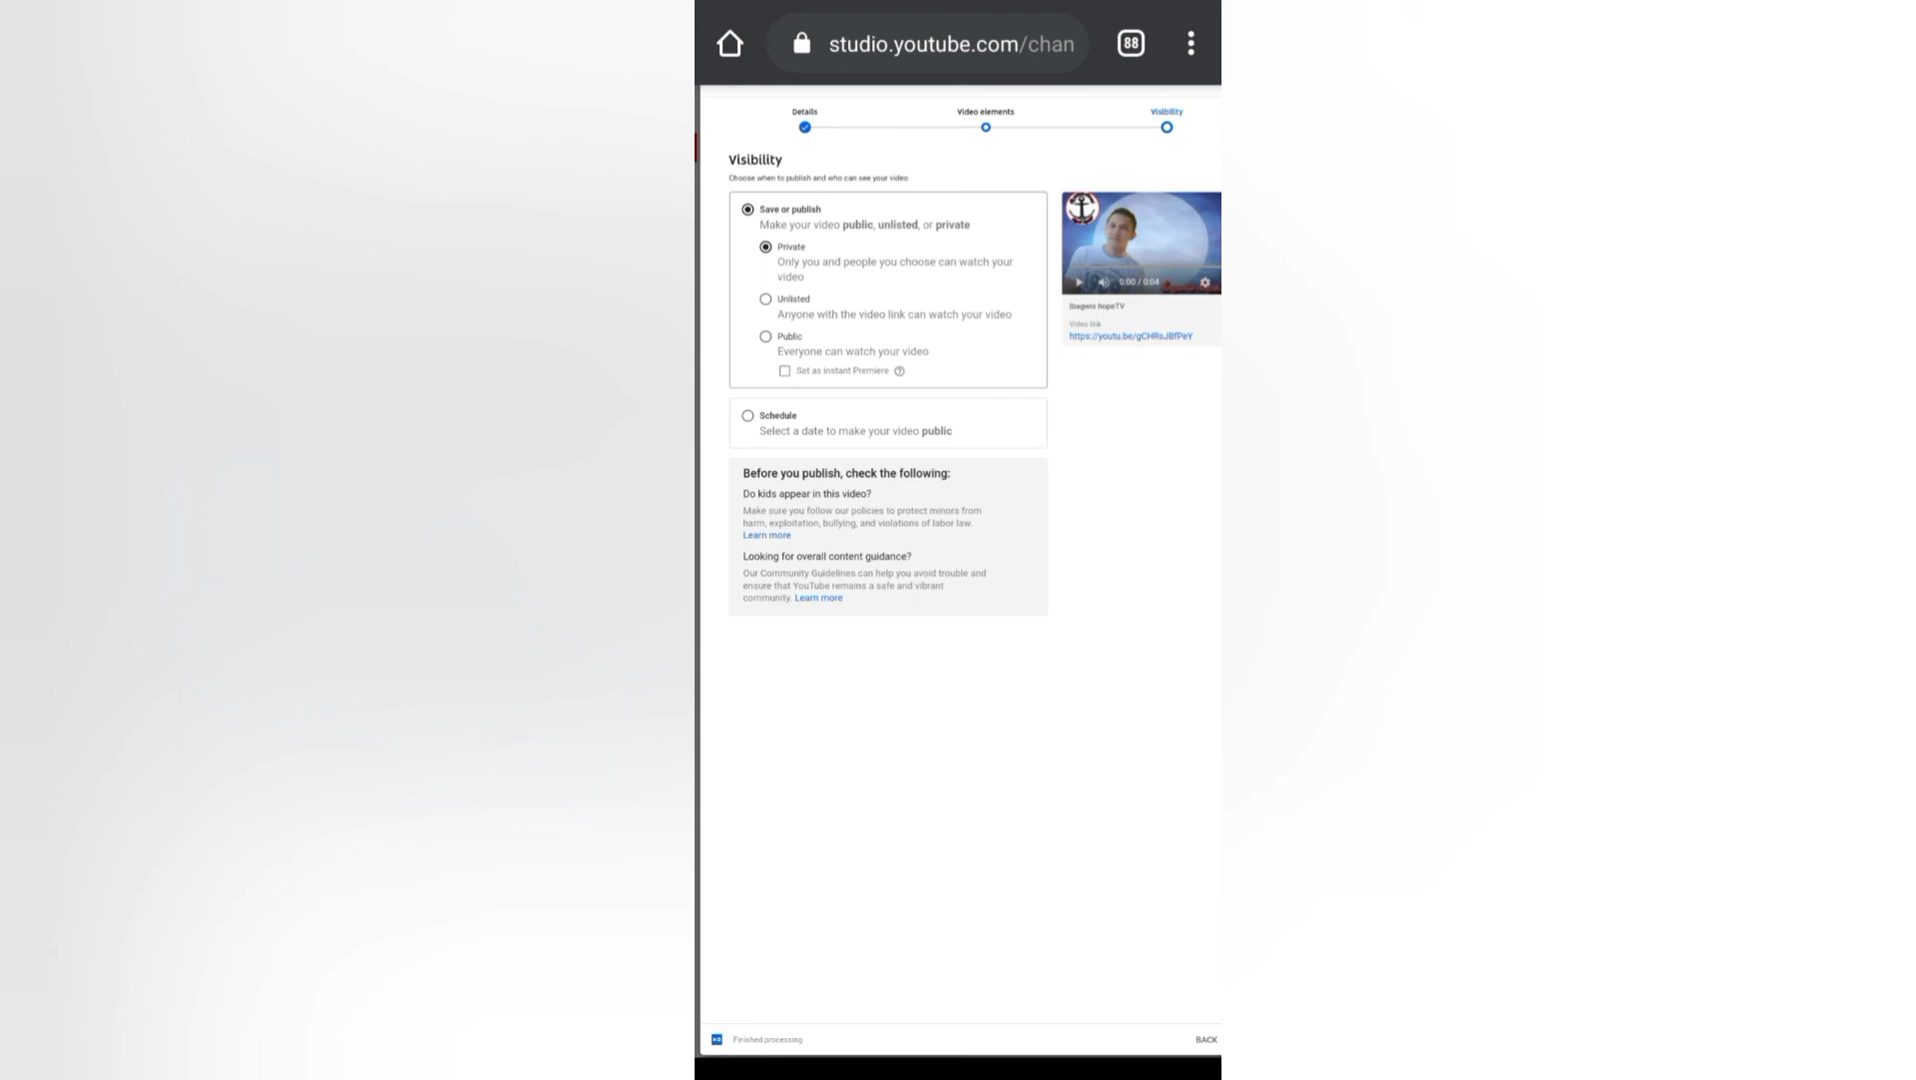 studio.youtube.com/chan
88
Details
Video elements
Visibility
Visibility
Choose when to publish and who can see your video
Save or publish
Make your video public, unlisted, or private
Private
Only you and people you choose can watch your
video
Unlisted
Anyone with the video link can watch your video
Public
Everyone can watch your video
Set as instant Premiere
0:00 / 0:04
Ibagwis hopeTV
Video link
https://youtu.be/gCHRsJBfPeY
Schedule
Select a date to make your video public
Before you publish, check the following:
Do kids appear in this video?
Make sure you follow our policies to protect minors from
harm, exploitation, bullying, and violations of labor law.
Learn more
Looking for overall content guidance?
Our Community Guidelines can help you avoid trouble and
ensure that YouTube remains a safe and vibrant
community. Learn more
Finished processing
BACK